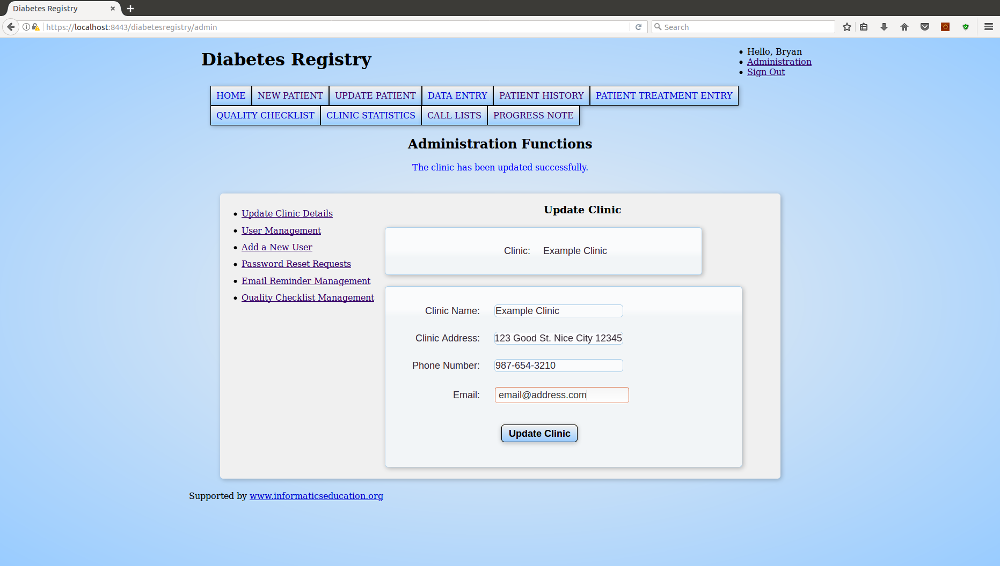 Diabetes Registry
https://localhost:8443/diabetesregistry/admin
Search
Diabetes Registry
Hello, Bryan
Administration
Sign Out
HOME NEW PATIENT UPDATE PATIENT DATA ENTRY PATIENT HISTORY PATIENT TREATMENT ENTRY
QUALITY CHECKLIST CLINIC STATISTICS CALL LISTS PROGRESS NOTE
Administration Functions
The clinic has been updated successfully.
Update Clinic Details
User Management
Add a New User
Password Reset Requests
Email Reminder Management
Quality Checklist Management
Update Clinic
Clinic: Example Clinic
Clinic Name: Example Clinic
Clinic Address: 123 Good St. Nice City 12345
Phone Number: 987-654-3210
Email: email@address.com
Update Clinic
Supported by www.informaticseducation.org